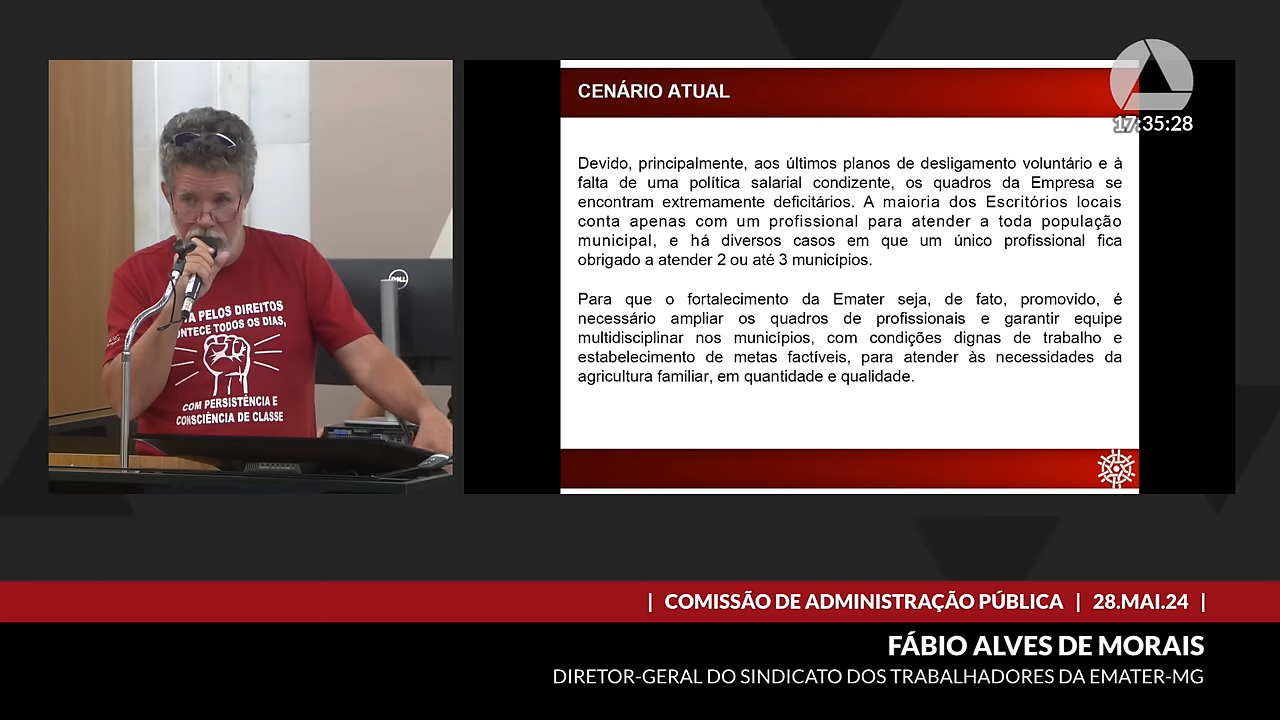 CENÁRIO ATUAL
17:35:28
Devido, principalmente, aos últimos planos de desligamento voluntário e à
falta de uma política salarial condizente, os quadros da Empresa se
encontram extremamente deficitários. A maioria dos Escritórios locais
conta apenas com um profissional para atender a toda população
municipal, e há diversos casos em que um único profissional fica
obrigado a atender 2 ou até 3 municípios.
Para que o fortalecimento da Emater seja, de fato, promovido, é
necessário ampliar os quadros de profissionais e garantir equipe
multidisciplinar nos municípios, com condições dignas de trabalho e
estabelecimento de metas factíveis, para atender às necessidades da
agricultura familiar, em quantidade e qualidade.
DELL
PELOS DIREITOS
TODOS OS DIAS,
COM PERSISTÊNCIA E
CONSCIÊNCIA DE CLASSE
| COMISSÃO DE ADMINISTRAÇÃO PÚBLICA | 28.MAI.24 |
FÁBIO ALVES DE MORAIS
DIRETOR-GERAL DO SINDICATO DOS TRABALHADORES DA EMATER-MG